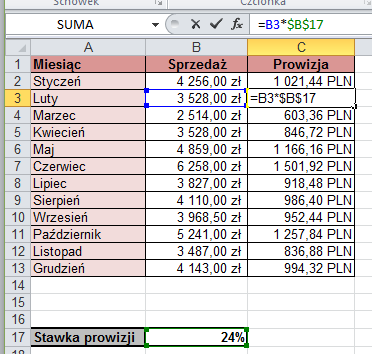 Schowek Czcionka
SUMA fx =B3*$B$17
A B C
1 Miesiąc Sprzedaż Prowizja
2 Styczeń 4 256,00 zł 1 021,44 PLN
3 Luty 3 528,00 zł =B3*$B$17
4 Marzec 2 514,00 zł 603,36 PLN
5 Kwiecień 3 528,00 zł 846,72 PLN
6 Maj 4 859,00 zł 1 166,16 PLN
7 Czerwiec 6 258,00 zł 1 501,92 PLN
8 Lipiec 3 827,00 zł 918,48 PLN
9 Sierpień 4 110,00 zł 986,40 PLN
10 Wrzesień 3 968,50 zł 952,44 PLN
11 Październik 5 241,00 zł 1 257,84 PLN
12 Listopad 3 487,00 zł 836,88 PLN
13 Grudzień 4 143,00 zł 994,32 PLN
14
15
16
17 Stawka prowizji 24%
18